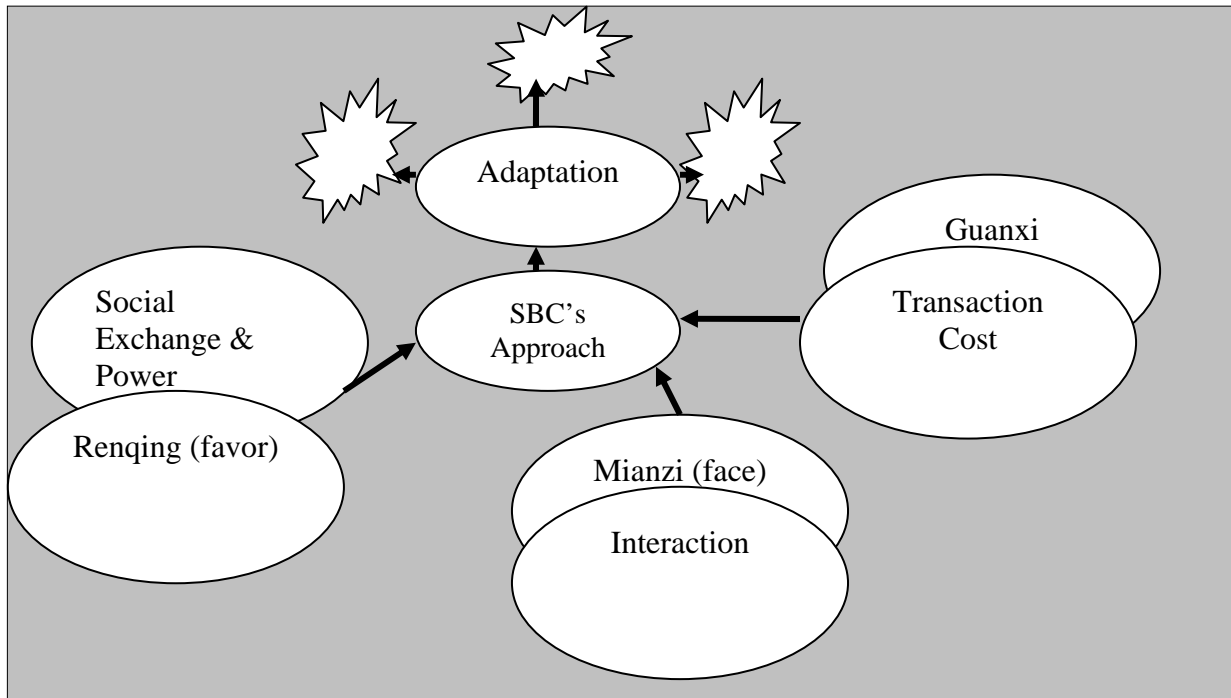 Adaptation
Guanxi
Social
Exchange &
Power
SBC's
Approach
Transaction
Cost
Renqing (favor)
Mianzi (face)
Interaction